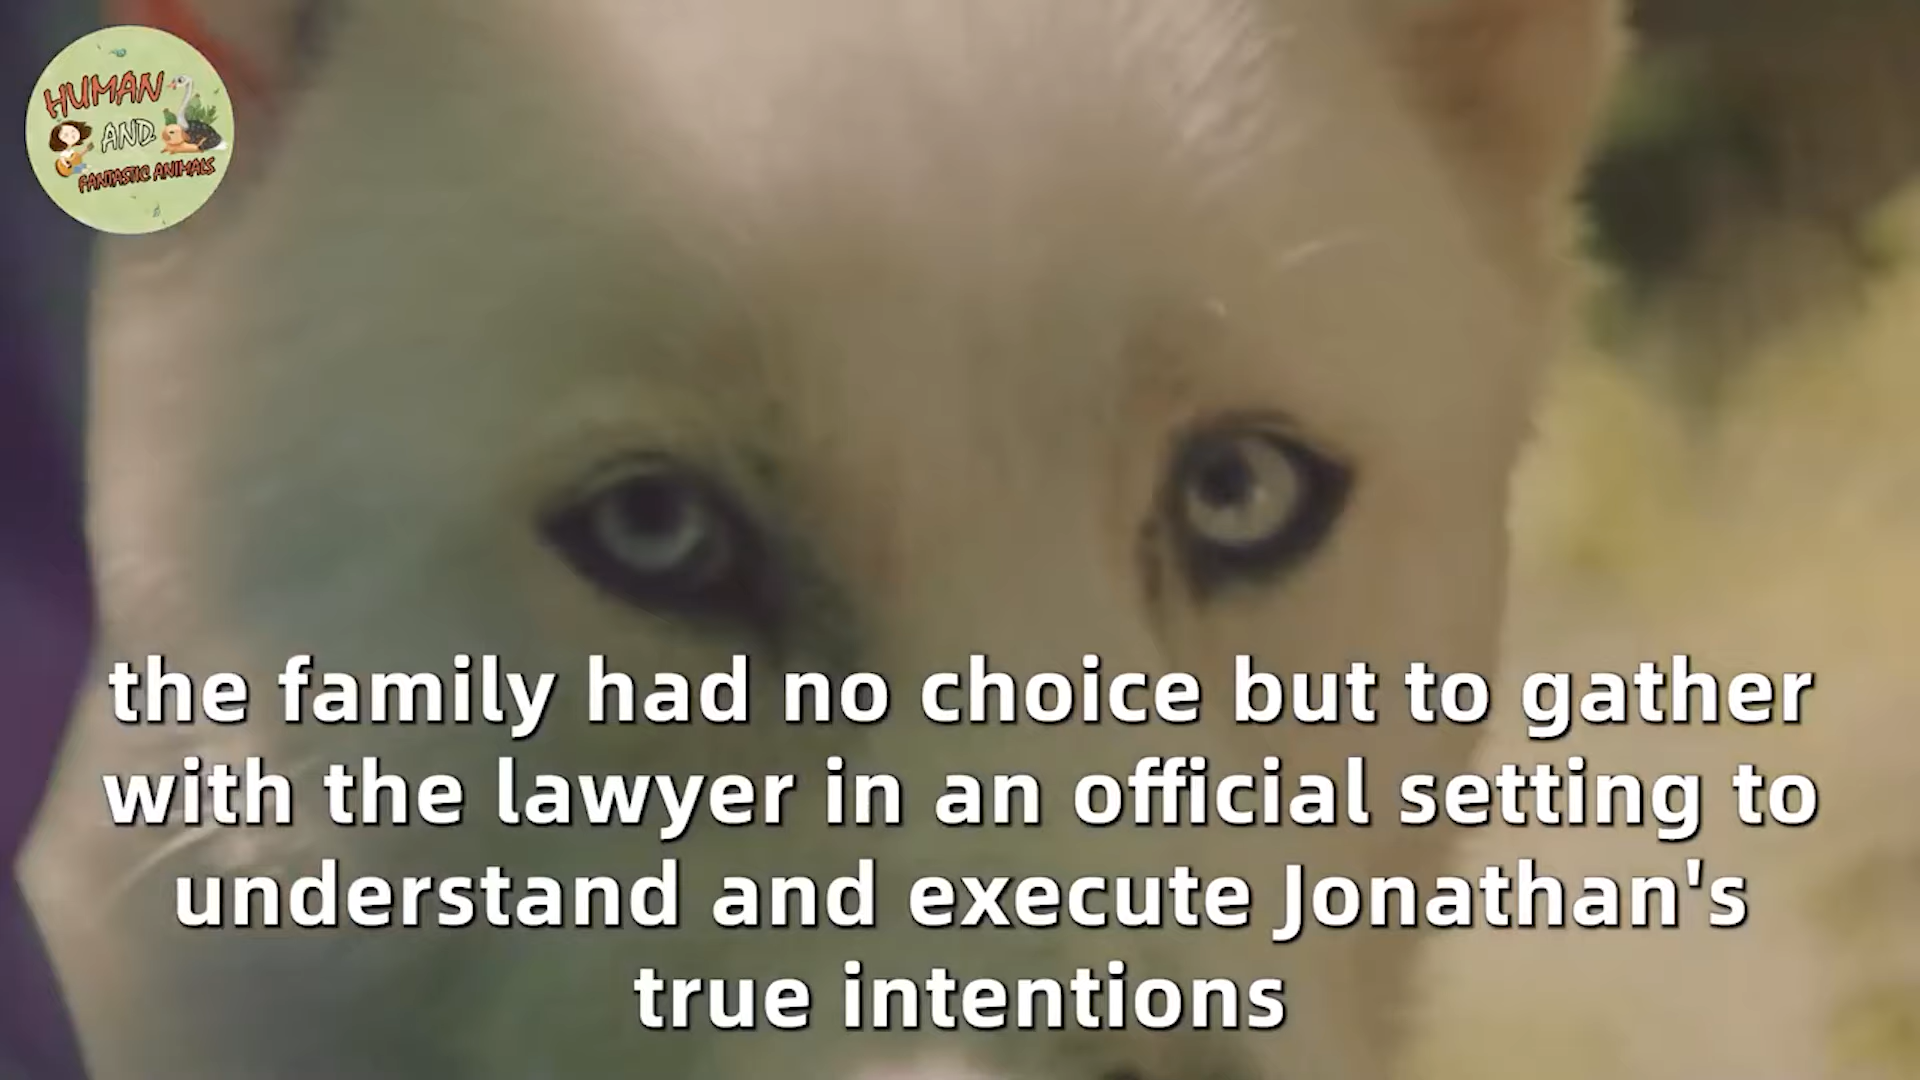 HUMAN
AND
FANTASTIC ANIMALS
the family had no choice but to gather
with the lawyer in an official setting to
understand and execute Jonathan's
true intentions